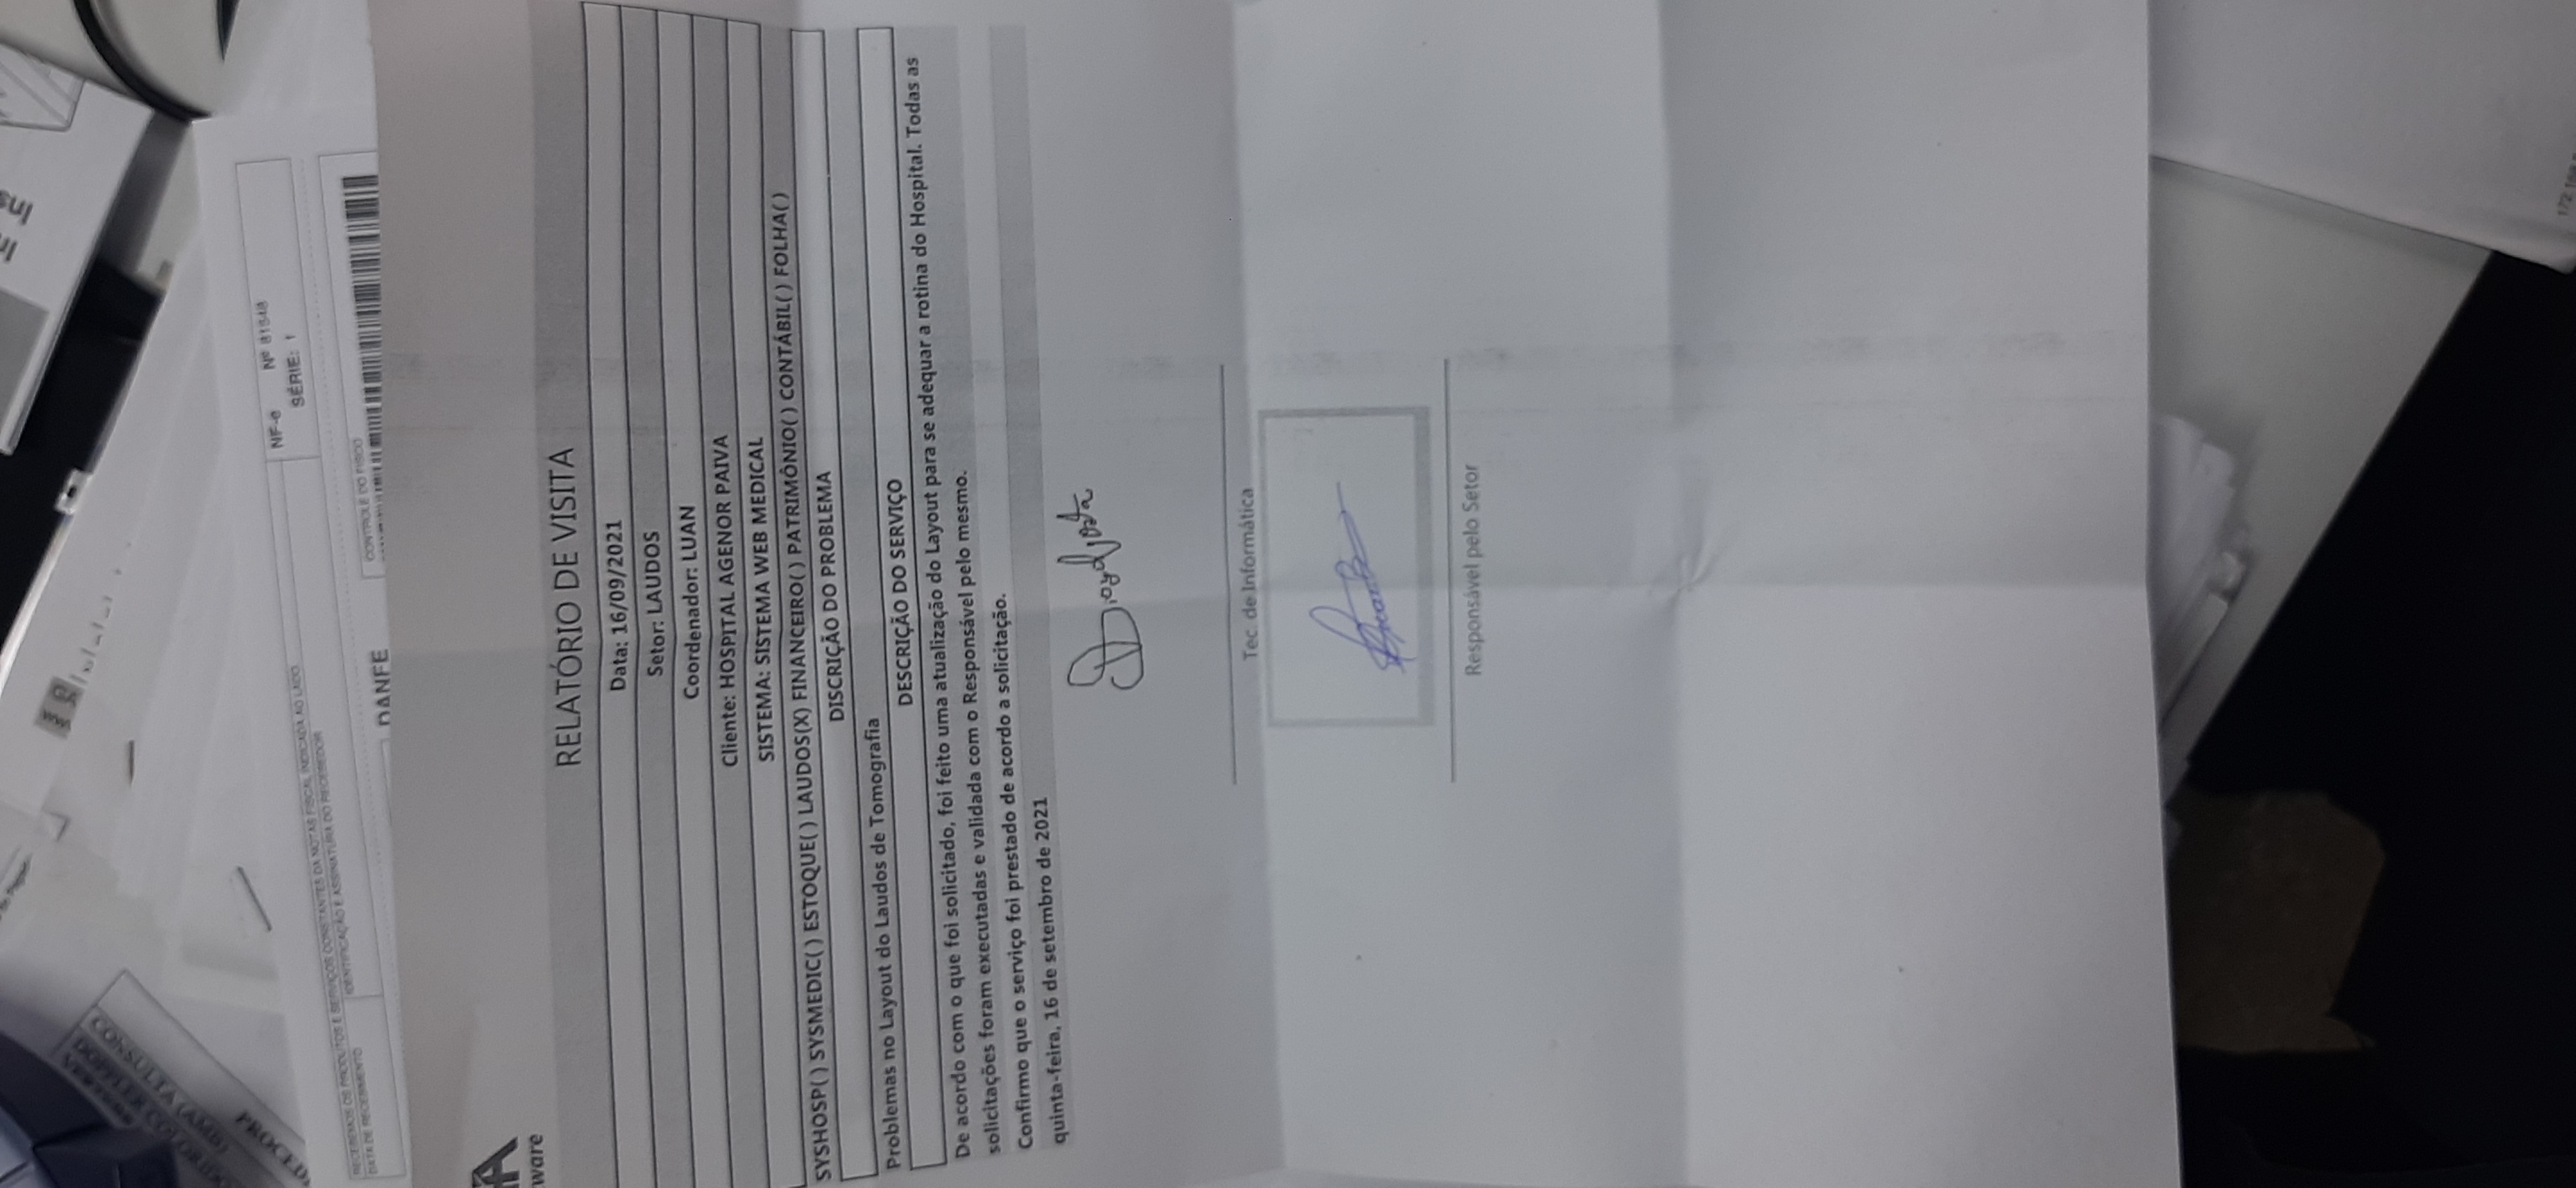 CONSULTA (AMB)
NF-e Nº 81548
SÉRIE: 1
RECEBEMOS OS PRODUTOS E SERVIÇOS CONSTANTES DA NOTAS FISCAL INDICADA AO LADO
DATA DE RECEBIMENTO
IDENTIFICAÇÃO E ASSINATURA DO RECEBEDOR
DANFE
CONTROLE DO FISCO
ware
RELATÓRIO DE VISITA
Data: 16/09/2021
Setor: LAUDOS
Coordenador: LUAN
Cliente: HOSPITAL AGENOR PAIVA
SISTEMA: SISTEMA WEB MEDICAL
SYSHOSP( ) SYSMEDIC( ) ESTOQUE( ) LAUDOS(X) FINANCEIRO( ) PATRIMÔNIO( ) CONTÁBIL( ) FOLHA( )
DISCRIÇÃO DO PROBLEMA
Problemas no Layout do Laudos de Tomografia
DESCRIÇÃO DO SERVIÇO
De acordo com o que foi solicitado, foi feito uma atualização do Layout para se adequar a rotina do Hospital. Todas as
solicitações foram executadas e validada com o Responsável pelo mesmo.
Confirmo que o serviço foi prestado de acordo a solicitação.
quinta-feira, 16 de setembro de 2021
Tec. de Informática
Responsável pelo Setor